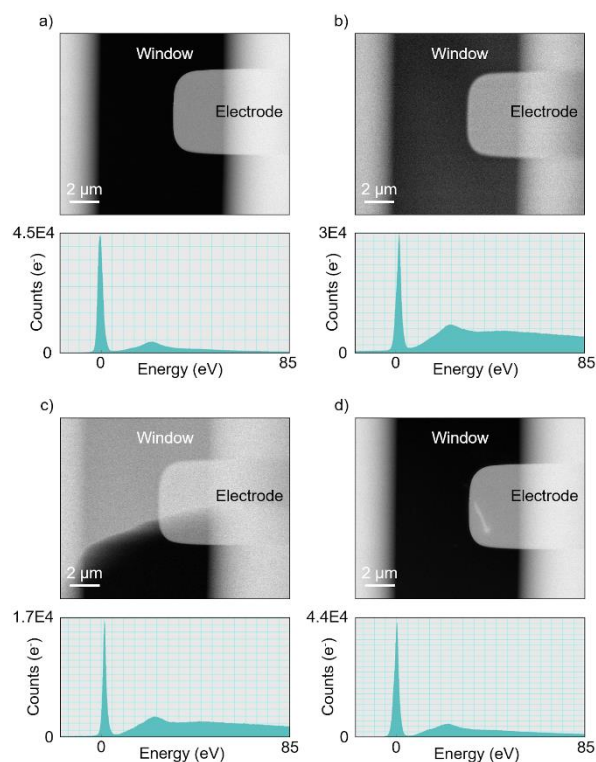 a)
Window
Electrode
2 µm
4.5E4
Counts (e-)
0
0
85
Energy (eV)
b)
Window
Electrode
2 µm
3E4
Counts (e-)
0
0
85
Energy (eV)
c)
Window
Electrode
2 µm
1.7E4
Counts (e-)
0
0
85
Energy (eV)
d)
Window
Electrode
2 µm
4.4E4
Counts (e-)
0
0
85
Energy (eV)